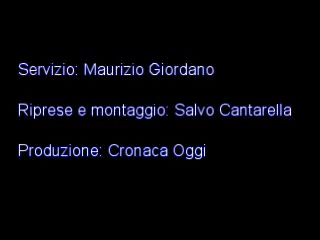 Servizio: Maurizio Giordano
Riprese e montaggio: Salvo Cantarella
Produzione: Cronaca Oggi